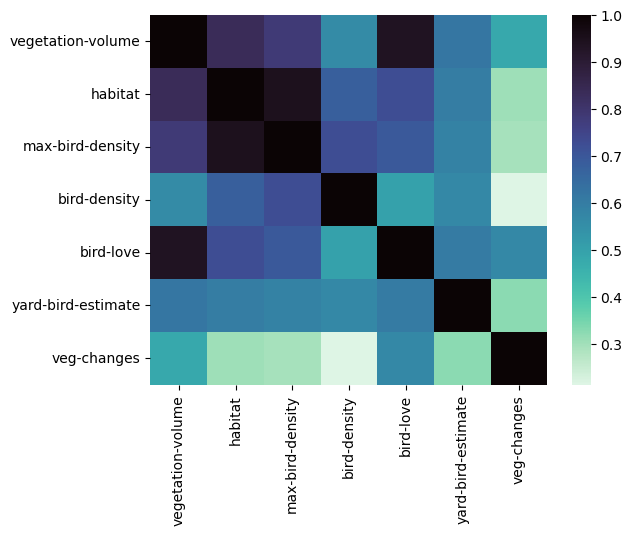 vegetation-volume
habitat
max-bird-density
bird-density
bird-love
yard-bird-estimate
veg-changes
vegetation-volume
habitat
max-bird-density
bird-density
bird-love
yard-bird-estimate
veg-changes
1.0
0.9
0.8
0.7
0.6
0.5
0.4
0.3